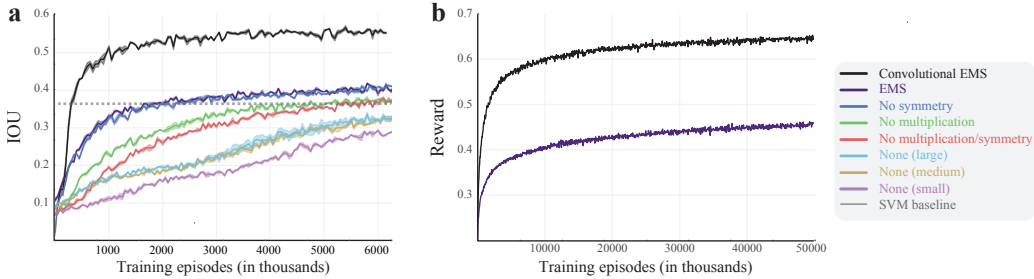 a
0.6
0.5
0.4
0.3
0.2
0.1
IOU
1000 2000 3000 4000 5000 6000
Training episodes (in thousands)
b
0.7
0.6
0.5
0.4
0.3
Reward
10000 20000 30000 40000 50000
Training episodes (in thousands)
Convolutional EMS
EMS
No symmetry
No multiplication
No multiplication/symmetry
None (large)
None (medium)
None (small)
SVM baseline